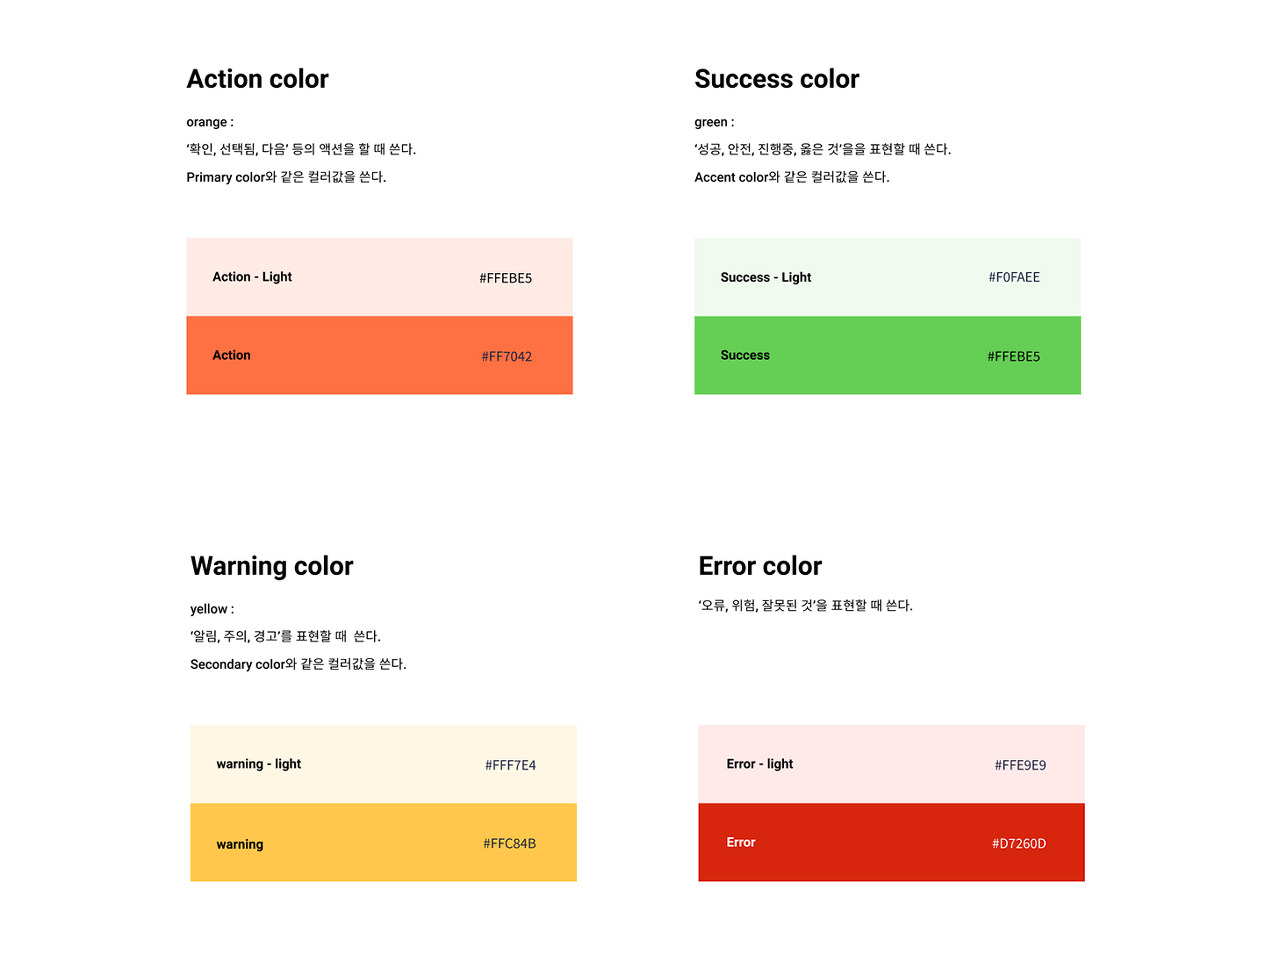 Action color
orange :
‘확인, 선택됨, 다음’ 등의 액션을 할 때 쓴다.
Primary color와 같은 컬러값을 쓴다.
Action - Light
#FFEBE5
Action
#FF7042
Success color
green :
‘성공, 안전, 진행중, 옳은 것’을을 표현할 때 쓴다.
Accent color와 같은 컬러값을 쓴다.
Success - Light
#F0FAEE
Success
#FFEBE5
Warning color
yellow :
‘알림, 주의, 경고’를 표현할 때  쓴다.
Secondary color와 같은 컬러값을 쓴다.
warning - light
#FFF7E4
warning
#FFC84B
Error color
‘오류, 위험, 잘못된 것’을 표현할 때 쓴다.
Error - light
#FFE9E9
Error
#D7260D